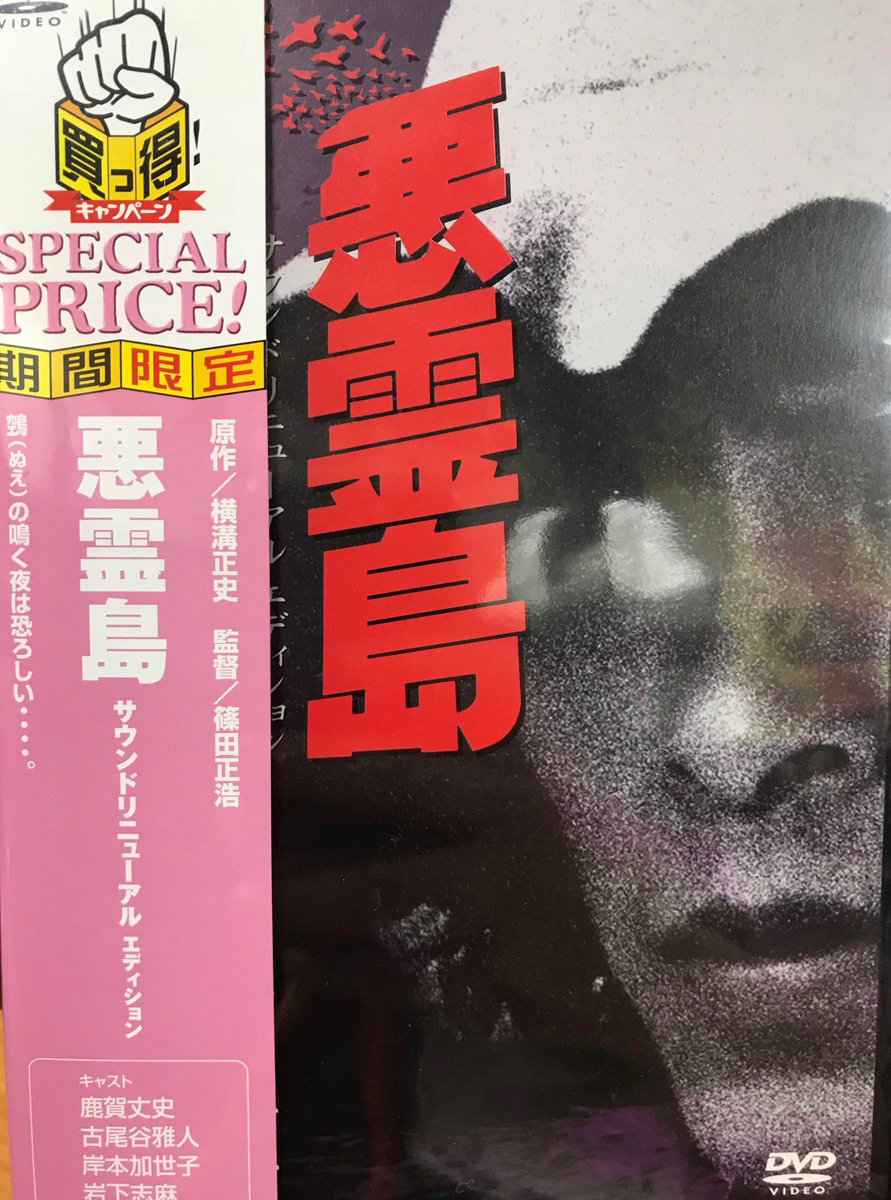 VIDEO
買っ得!
キャンペーン
SPECIAL
PRICE!
期間限定
原作/横溝正史 監督/篠田正浩
悪霊島
サウンドリニューアル エディション
鵼(ぬえ)の鳴く夜は恐ろしい・・・・。
キャスト
鹿賀丈史
古尾谷雅人
岸本加世子
岩下志麻
悪霊島
サウンドリニューアル エディション
DVD
VIDEO